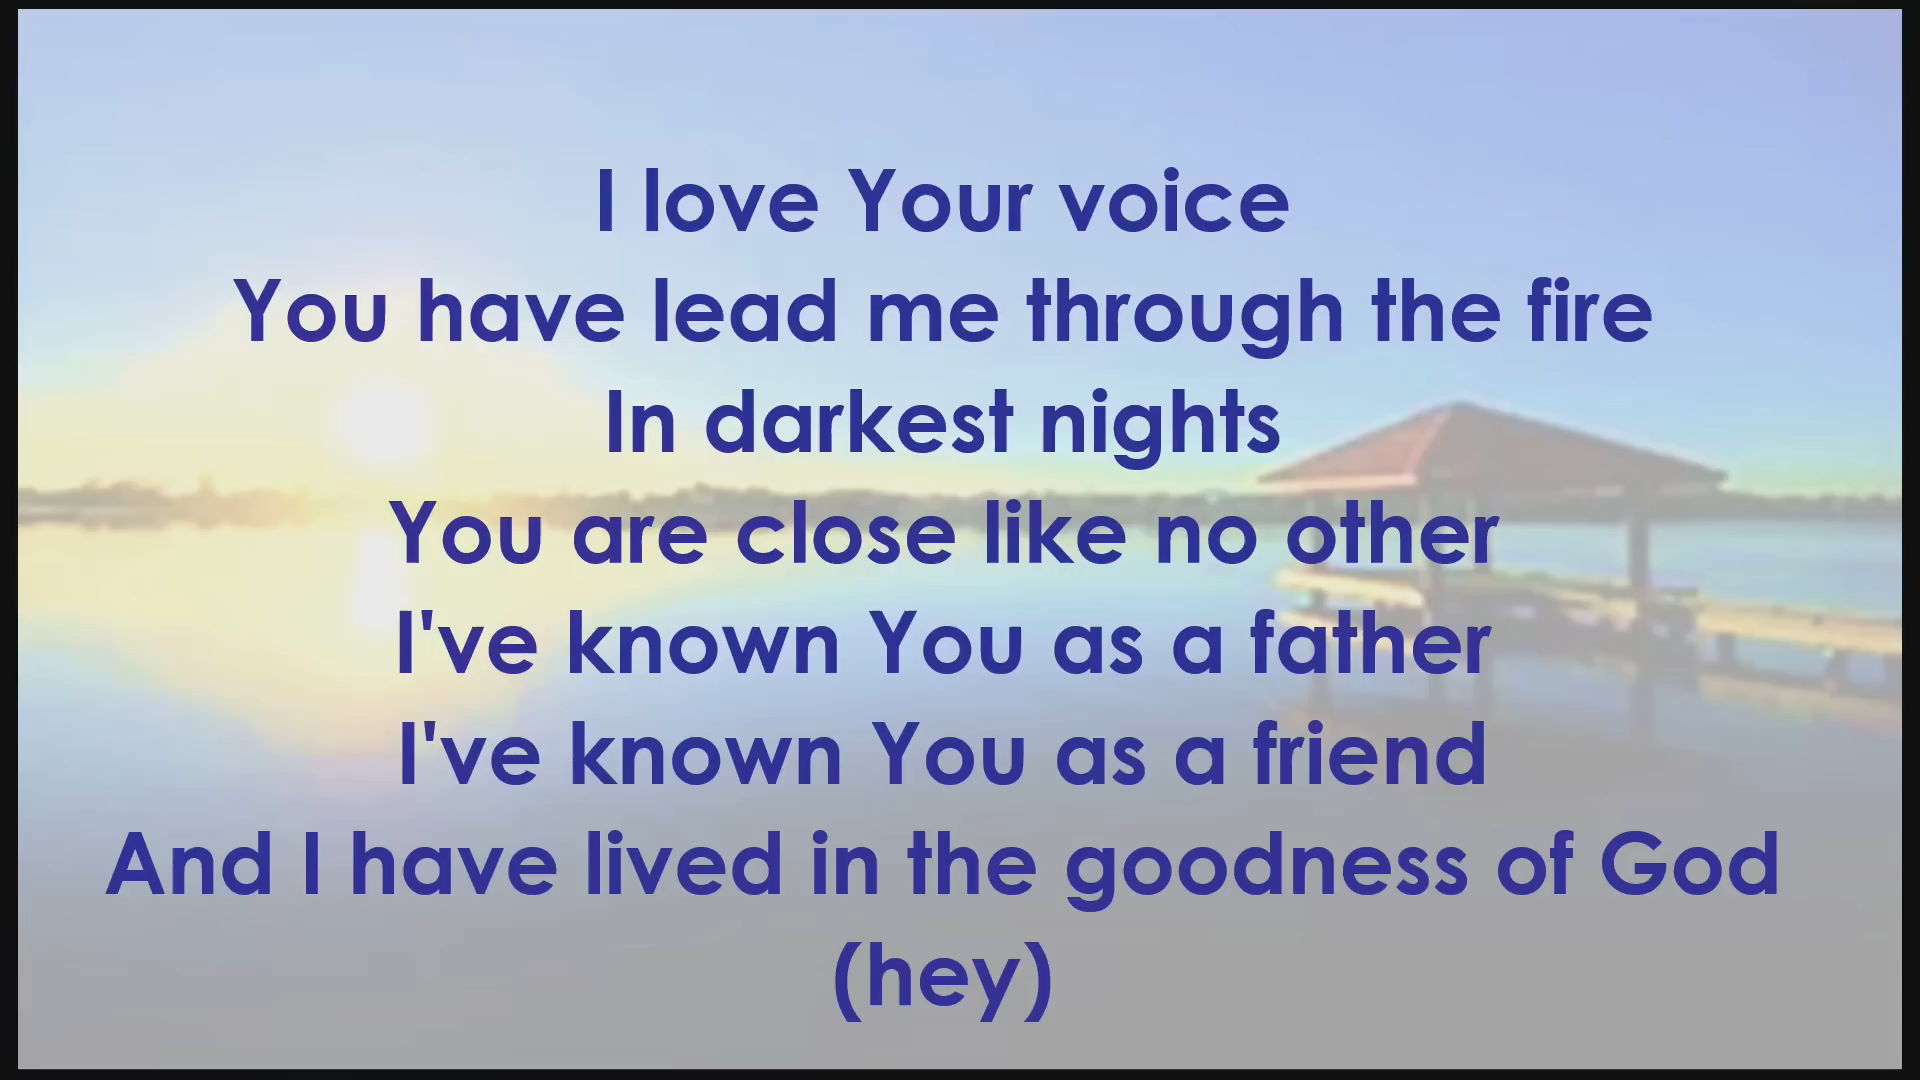 I love Your voice
You have lead me through the fire
In darkest nights
You are close like no other
I've known You as a father
I've known You as a friend
And I have lived in the goodness of God
(hey)